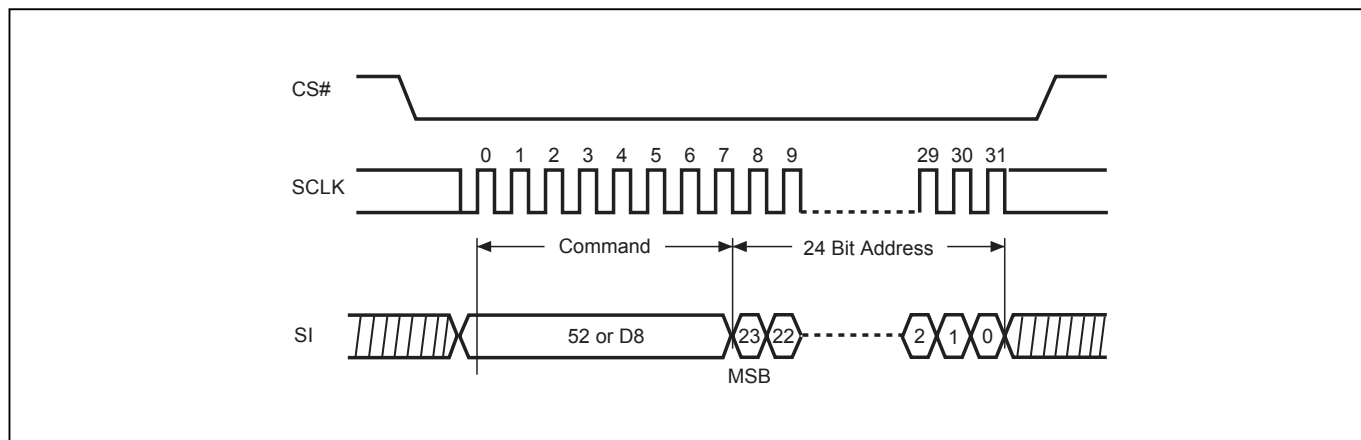 CS#
0 1 2 3 4 5 6 7 8 9 29 30 31
SCLK
Command 24 Bit Address
SI 52 or D8 23 22 2 1 0
MSB